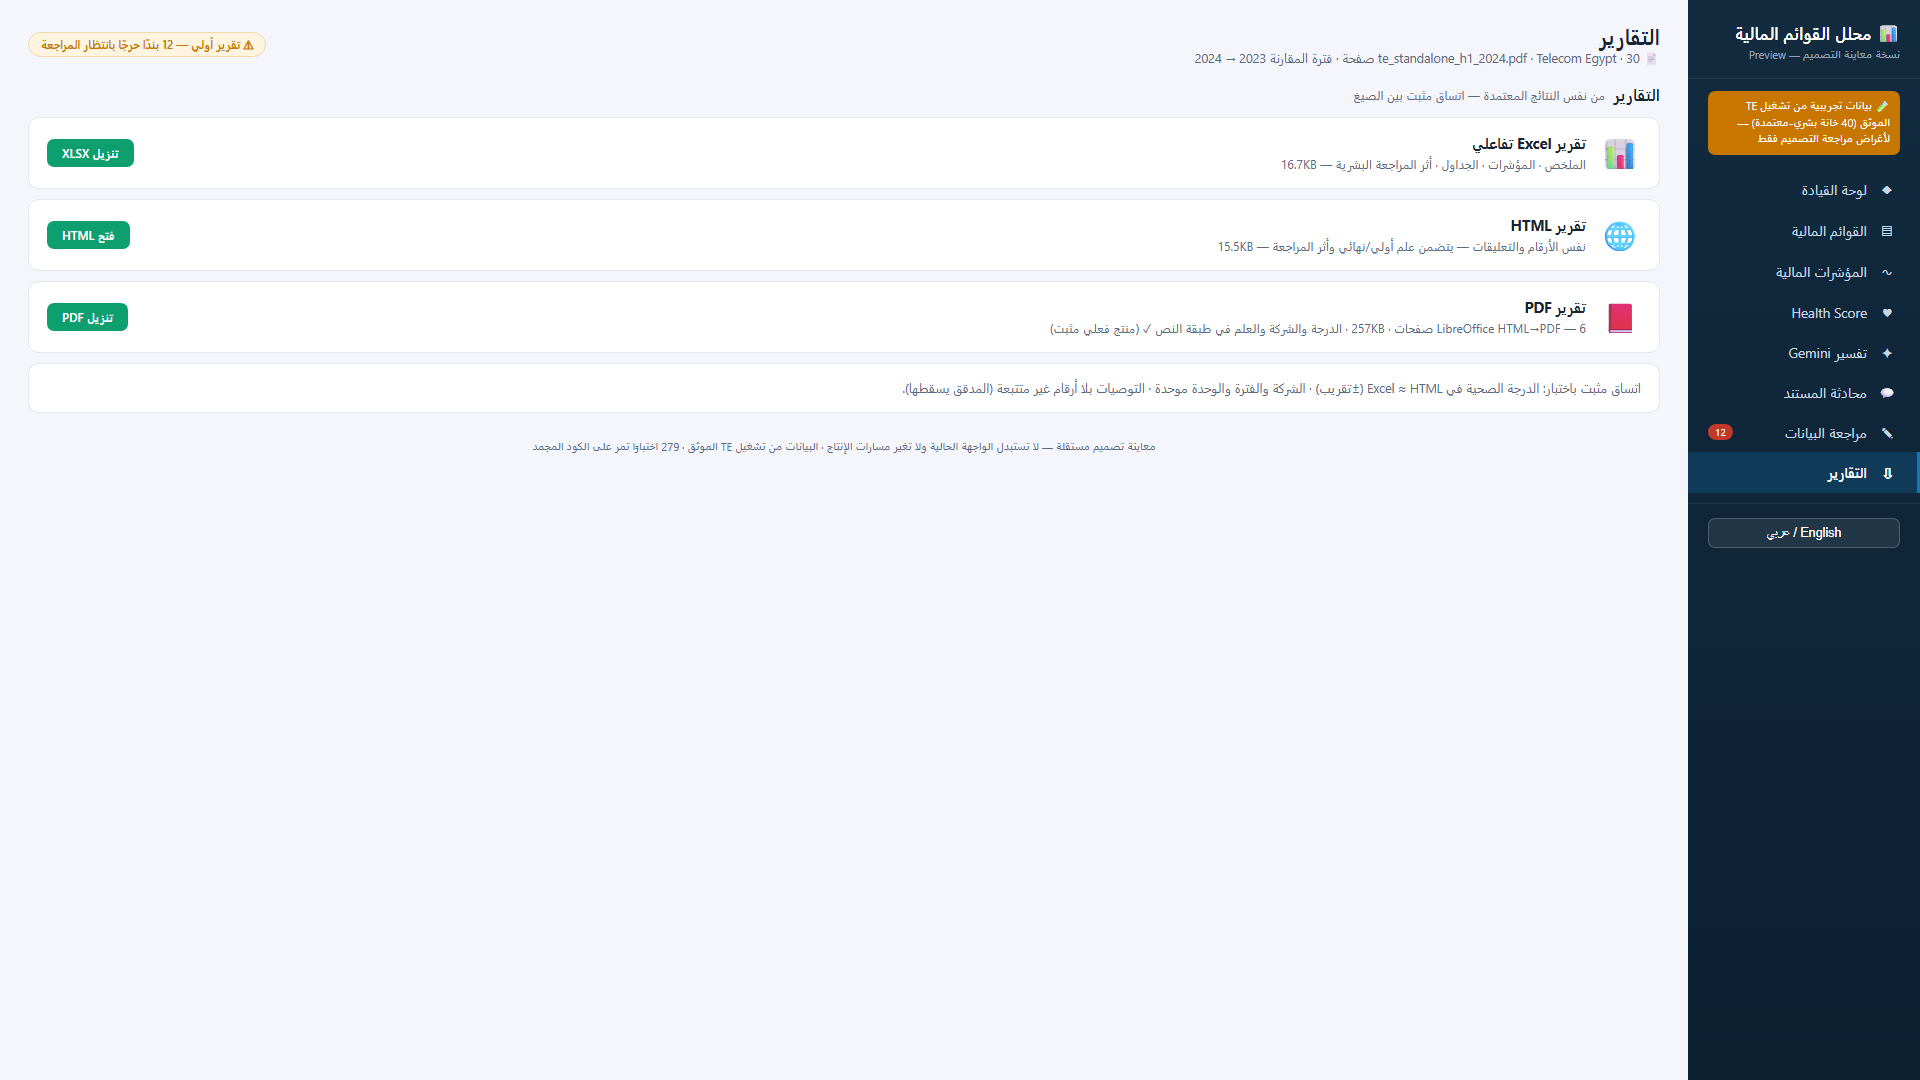 محلل القوائم المالية
نسخة معاينة التصميم — Preview
بيانات تجريبية من تشغيل TE
الموثق (40 خانة بشري-معتمدة) —
لأغراض مراجعة التصميم فقط
لوحة القيادة
القوائم المالية
المؤشرات المالية
Health Score
تفسير Gemini
محادثة المستند
مراجعة البيانات
12
التقارير
عربي / English
التقارير
te_standalone_h1_2024.pdf · Telecom Egypt · 30 صفحة · فترة المقارنة 2023 → 2024
⚠ تقرير أولي — 12 بندًا حرجًا بانتظار المراجعة
التقارير من نفس النتائج المعتمدة — اتساق مثبت بين الصيغ
تقرير Excel تفاعلي
الملخص · المؤشرات · الجداول · أثر المراجعة البشرية — 16.7KB
تنزيل XLSX
تقرير HTML
نفس الأرقام والتعليقات — يتضمن علم أولي/نهائي وأثر المراجعة — 15.5KB
فتح HTML
تقرير PDF
LibreOffice HTML→PDF — 6 صفحات · 257KB · الدرجة والشركة والعلم في طبقة النص ✓ (منتج فعلي مثبت)
تنزيل PDF
اتساق مثبت باختبار: الدرجة الصحية في Excel ≈ HTML (±تقريب) · الشركة والفترة والوحدة موحدة · التوصيات بلا أرقام غير متتبعة (المدقق يسقطها).
معاينة تصميم مستقلة — لا تستبدل الواجهة الحالية ولا تغير مسارات الإنتاج · البيانات من تشغيل TE الموثق · 279 اختبارًا تمر على الكود المجمد